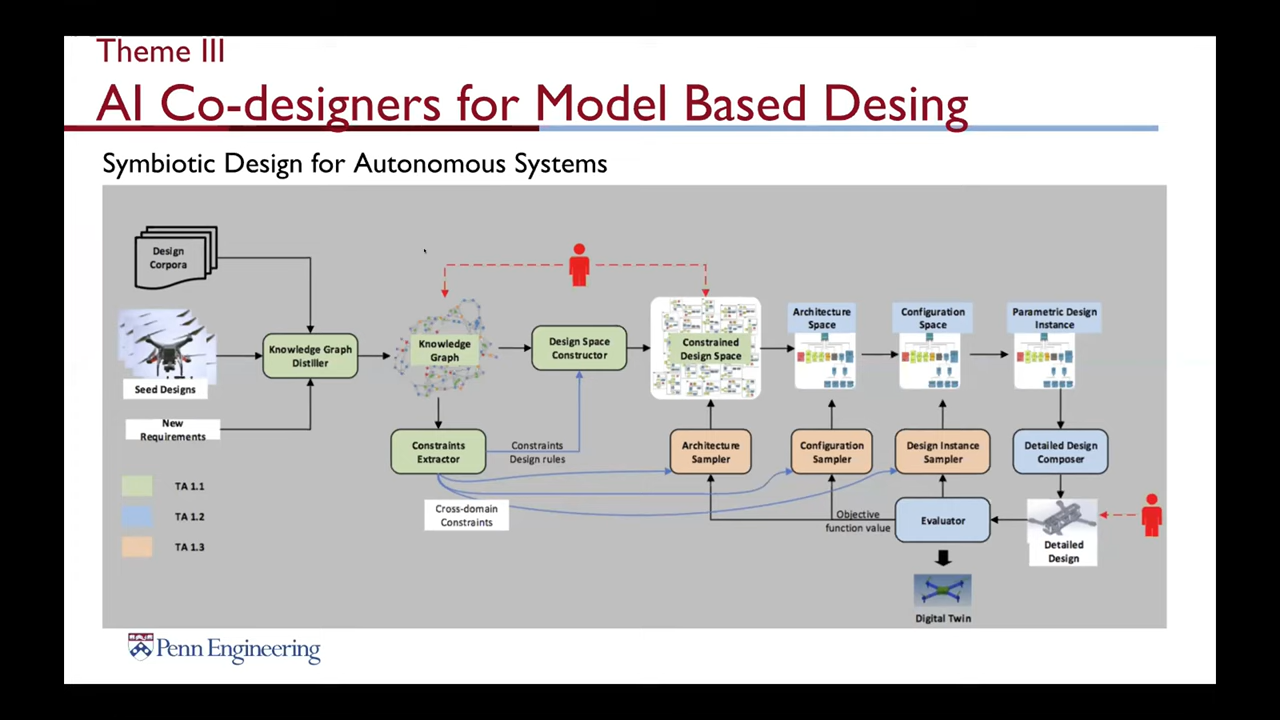 Theme III
AI Co-designers for Model Based Desing
Symbiotic Design for Autonomous Systems
Design
Corpora
Seed Designs
New
Requirements
Knowledge Graph
Distiller
Knowledge
Graph
Design Space
Constructor
Constrained
Design Space
Architecture
Space
Configuration
Space
Parametric Design
Instance
Constraints
Extractor
Constraints
Design rules
Architecture
Sampler
Configuration
Sampler
Design Instance
Sampler
Detailed Design
Composer
Cross-domain
Constraints
Objective
function value
Evaluator
Detailed
Design
Digital Twin
TA 1.1
TA 1.2
TA 1.3
Penn Engineering